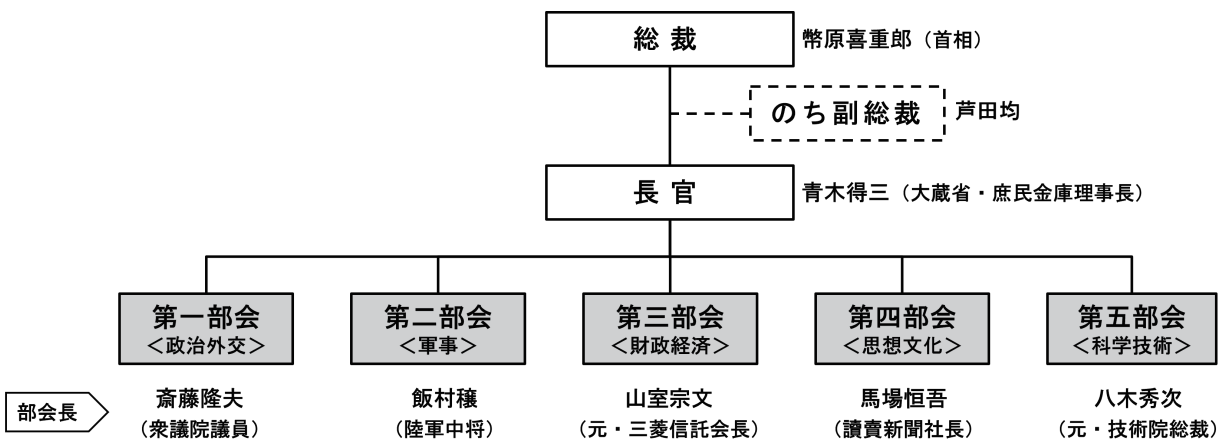 総裁
幣原喜重郎（首相）
のち副総裁
芦田均
長官
青木得三（大蔵省・庶民金庫理事長）
第一部会
＜政治外交＞
第二部会
＜軍事＞
第三部会
＜財政経済＞
第四部会
＜思想文化＞
第五部会
＜科学技術＞
部会長
斎藤隆夫
（衆議院議員）
飯村穣
（陸軍中将）
山室宗文
（元・三菱信託会長）
馬場恒吾
（讀賣新聞社長）
八木秀次
（元・技術院総裁）